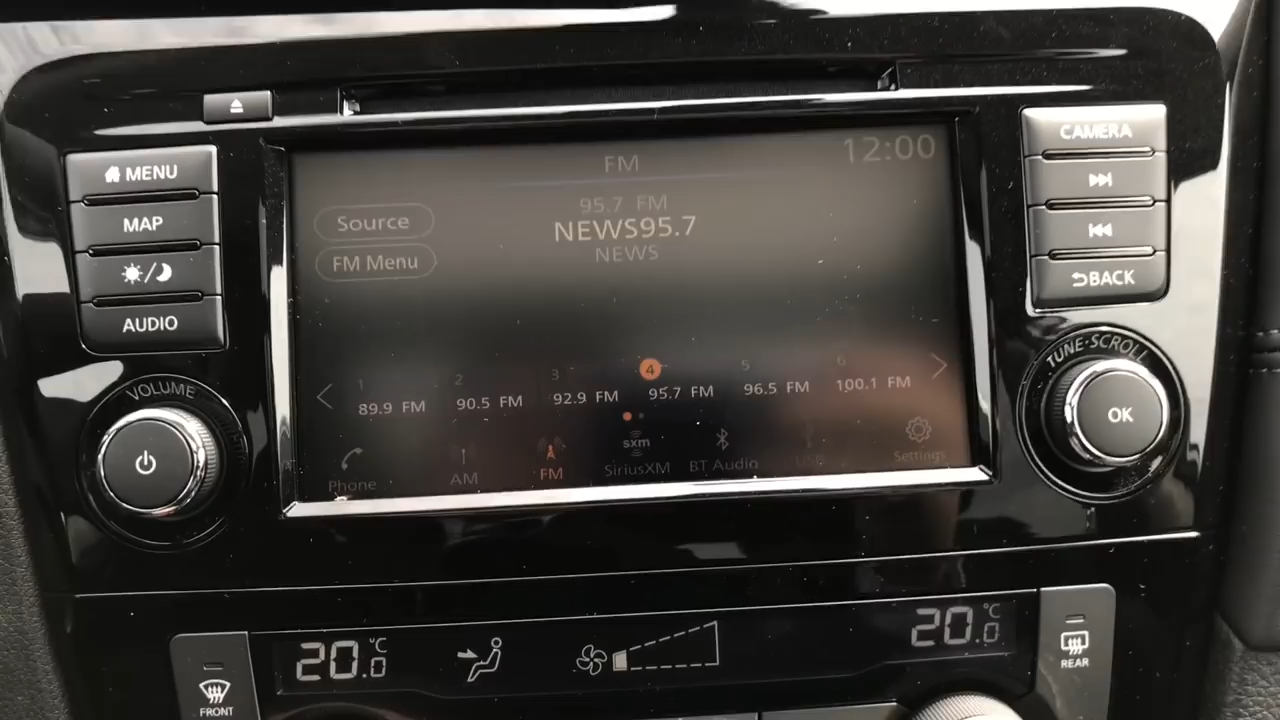 MENU
MAP
AUDIO
VOLUME
FM
12:00
Source
FM Menu
95.7 FM
NEWS95.7
NEWS
1
2
3
4
5
6
89.9 FM
90.5 FM
92.9 FM
95.7 FM
96.5 FM
100.1 FM
Phone
AM
FM
sxm
SiriusXM
BT Audio
USB
Settings
CAMERA
BACK
TUNE·SCROLL
OK
FRONT
20.0 °C
20.0 °C
REAR